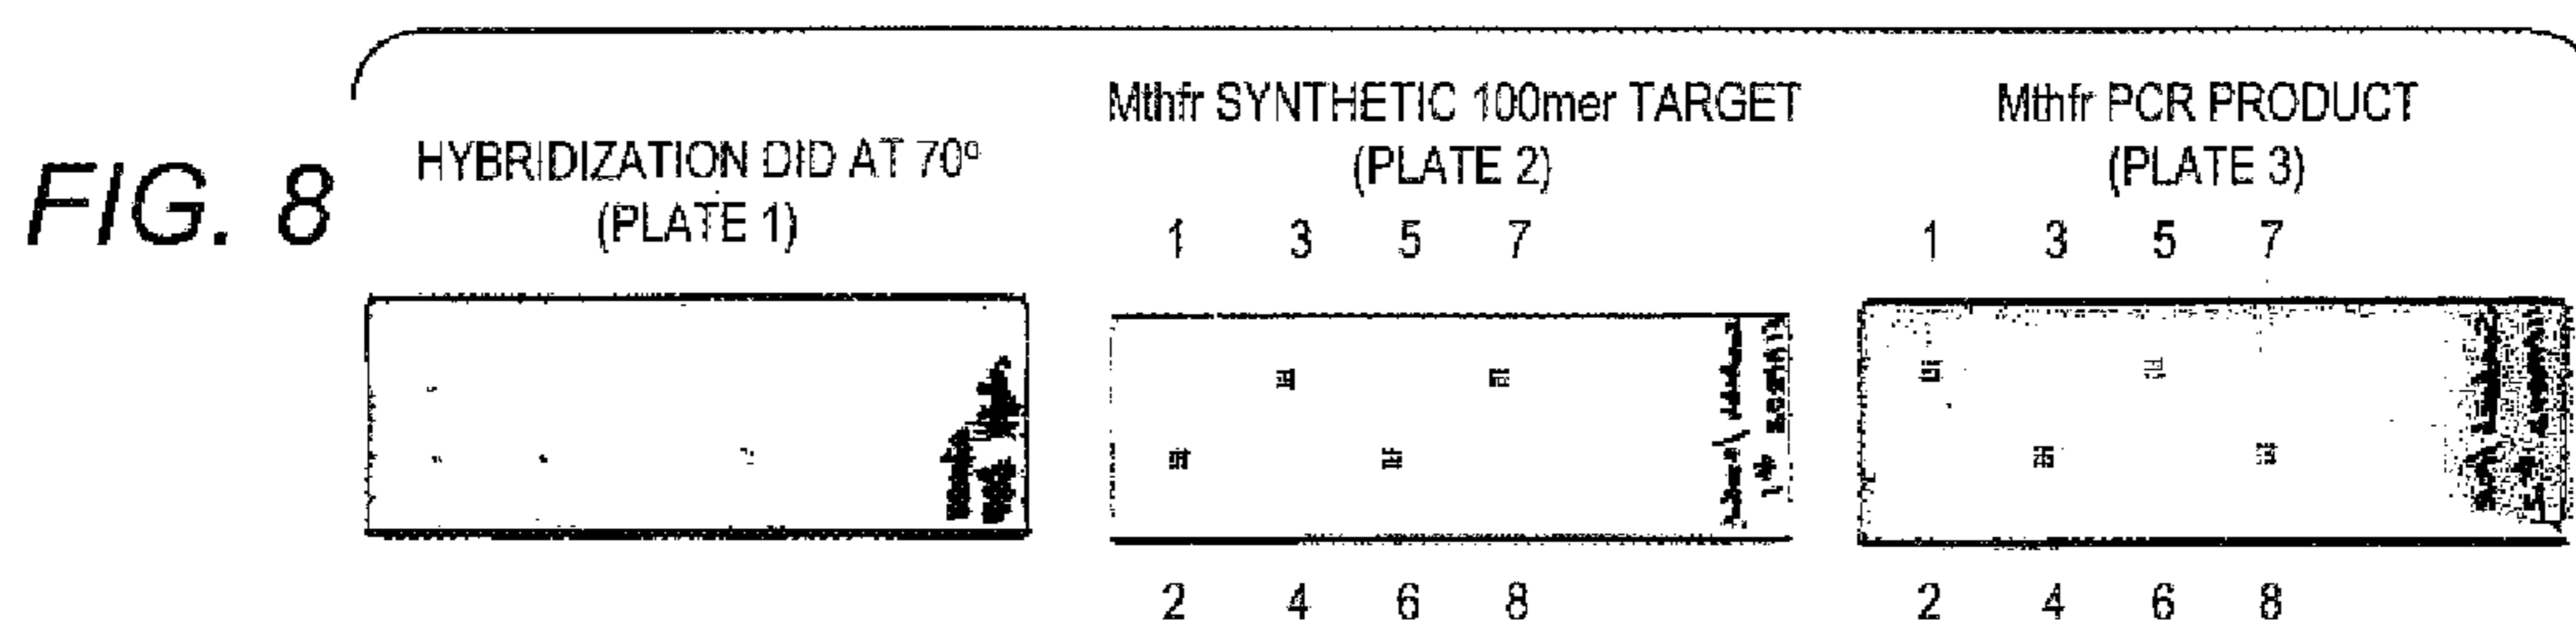 FIG. 8
HYBRIDIZATION DID AT 70º
(PLATE 1)
Mthfr SYNTHETIC 100mer TARGET
(PLATE 2)
1 3 5 7
2 4 6 8
Mthfr PCR PRODUCT
(PLATE 3)
1 3 5 7
2 4 6 8